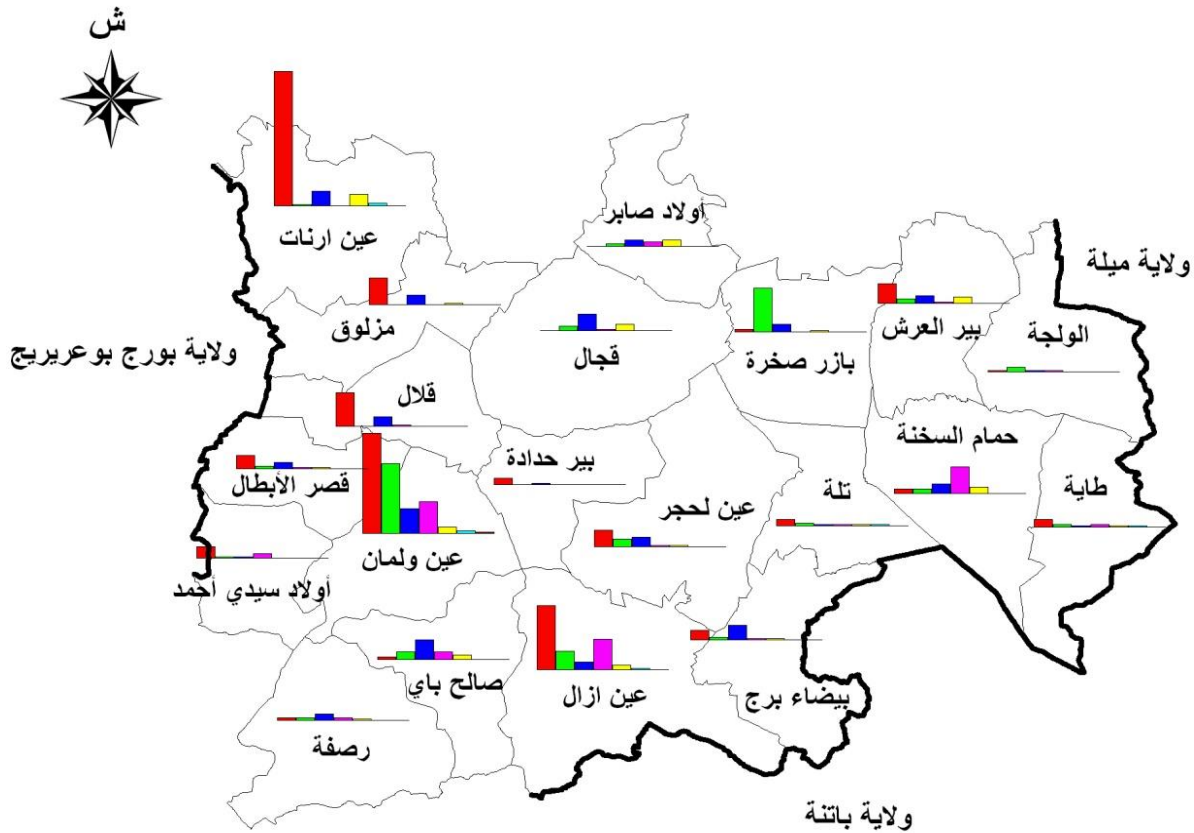 ش
أولاد صابر
عين ارنات
ولاية ميلة
مزلوق
بازر صخرة
بير العرش
الولجة
ولاية بورج بوعريريج
قجال
قلال
حمام السخنة
بير حدادة
قصر الأبطال
عين لحجر
تلة
طاية
عين ولمان
أولاد سيدي أحمد
صالح باي
عين ازال
بيضاء برج
رصفة
ولاية باتنة